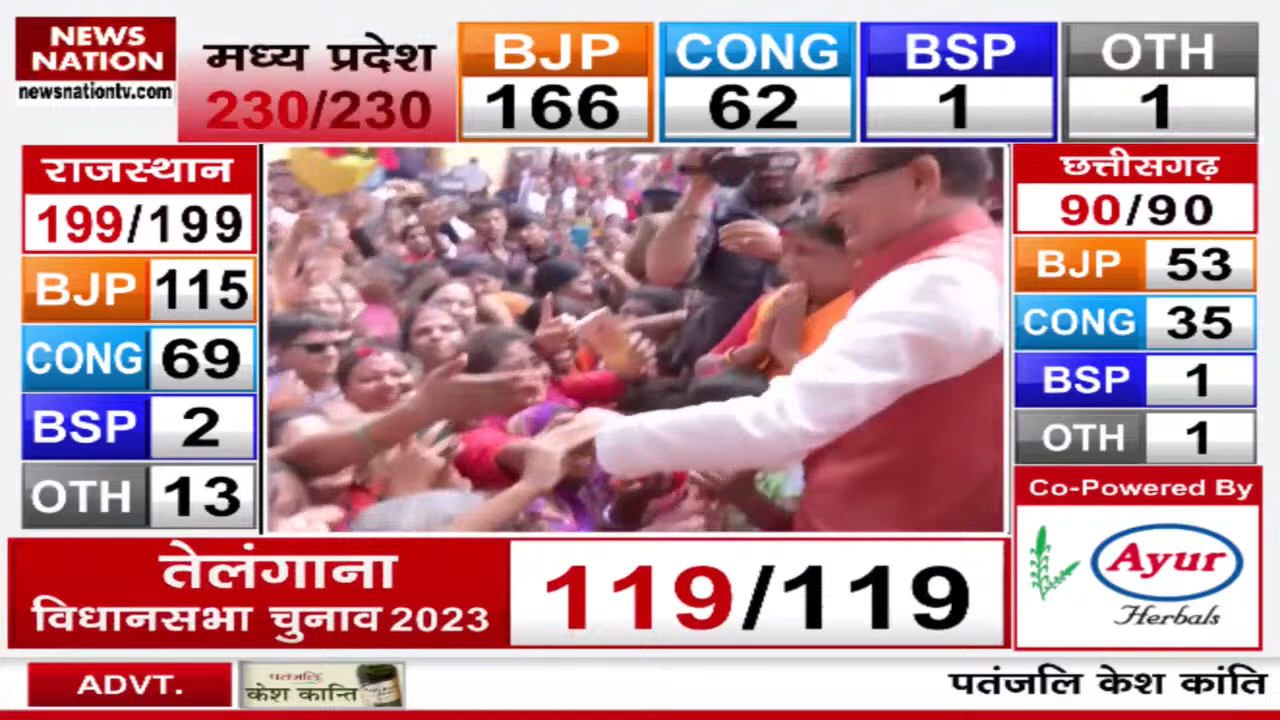 NEWS
NATION
newsnationtv.com
मध्य प्रदेश
230/230
BJP
166
CONG
62
BSP
1
OTH
1
राजस्थान
199/199
BJP 115
CONG 69
BSP 2
OTH 13
छत्तीसगढ़
90/90
BJP 53
CONG 35
BSP 1
OTH 1
Co-Powered By
Ayur
Herbals
तेलंगाना
विधानसभा चुनाव 2023
119/119
ADVT.
पतंजलि
केश कान्ति
पतंजलि केश कांति